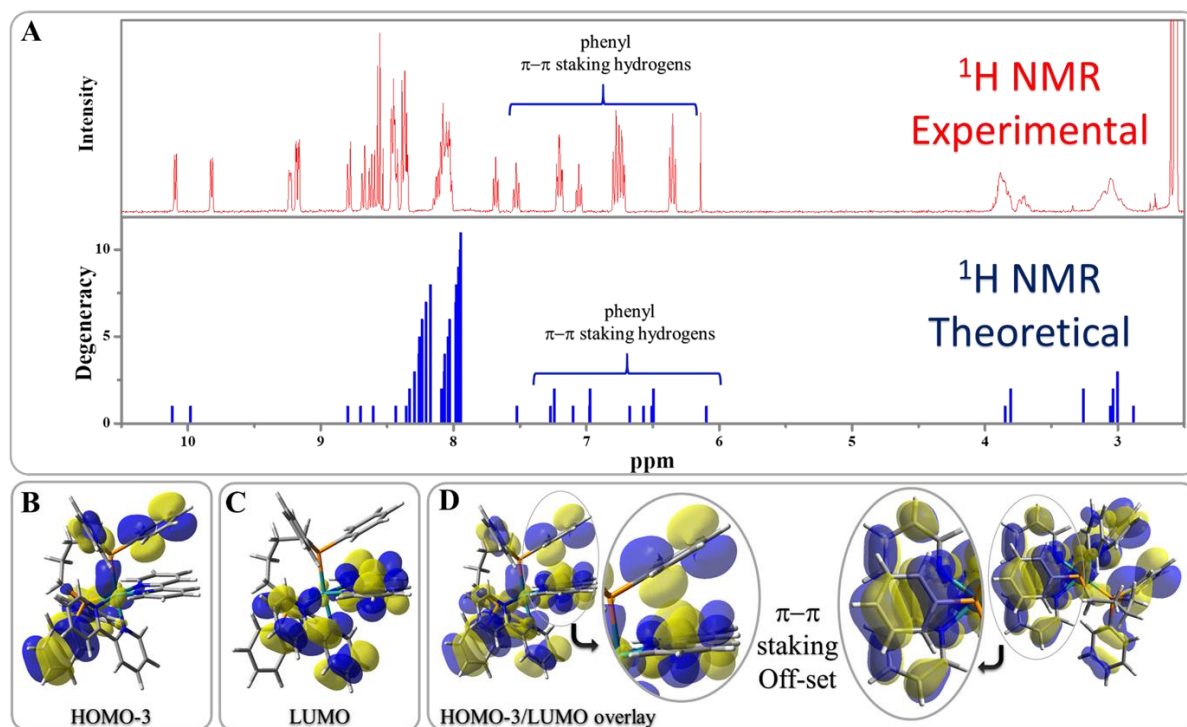 A
Intensity
phenyl
π–π staking hydrogens
¹H NMR
Experimental
Degeneracy
10
5
0
phenyl
π–π staking hydrogens
¹H NMR
Theoretical
10 9 8 7 6 5 4 3
ppm
B
HOMO-3
C
LUMO
D
HOMO-3/LUMO overlay
π–π
staking
Off-set